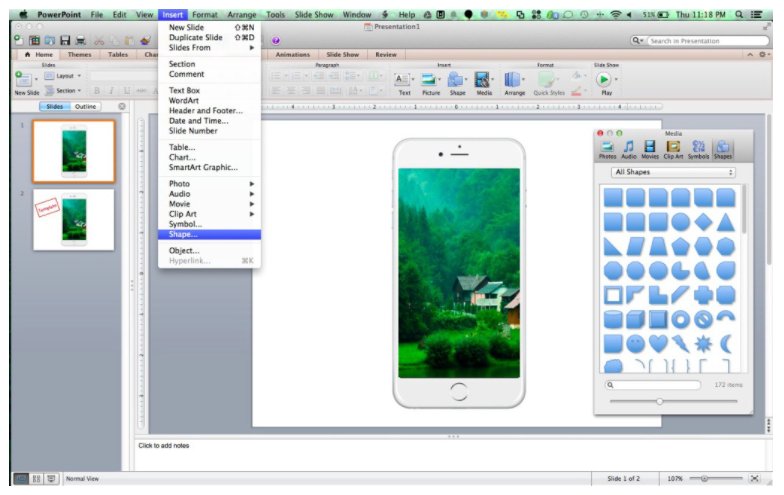 PowerPoint File Edit View Insert Format Arrange Tools Slide Show Window Help 51% Thu 11:18 PM
Presentation1
Search in Presentation
Home Themes Tables Animations Slide Show Review
Slides Paragraph Insert Format Slide Show
Layout
New Slide Section B I U ABC Text Picture Shape Media Arrange Quick Styles Play
Slides Outline
New Slide ⇧⌘N
Duplicate Slide ⇧⌘D
Slides From
Section
Comment
Text Box
WordArt
Header and Footer...
Date and Time...
Slide Number
Table...
Chart...
SmartArt Graphic...
Photo
Audio
Movie
Clip Art
Symbol...
Shape...
Object...
Hyperlink... ⌘K
1
2
Template
Media
Photos Audio Movies Clip Art Symbols Shapes
All Shapes
172 items
Click to add notes
Normal View Slide 1 of 2 107%